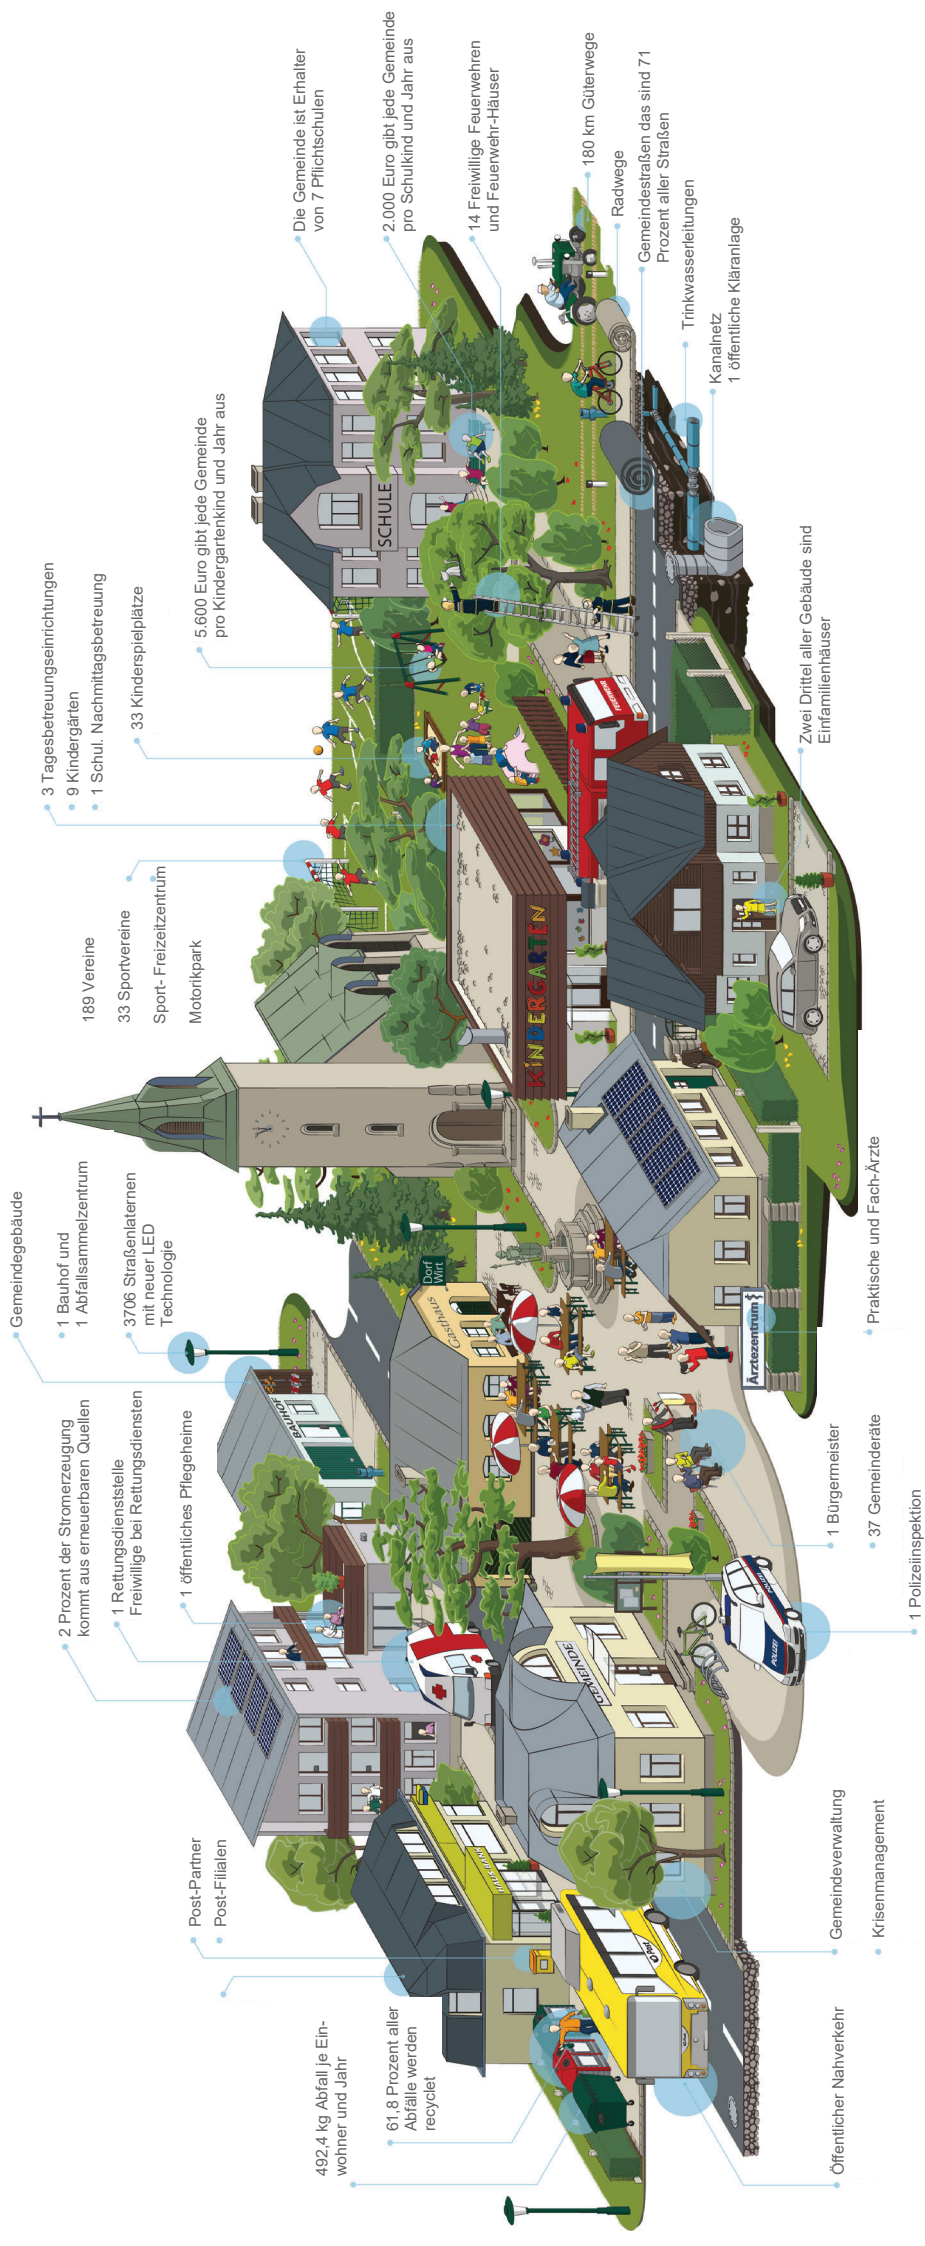 492,4 kg Abfall je Ein-
wohner und Jahr
61,8 Prozent aller
Abfälle werden
recyclet
Post-Partner
Post-Filialen
2 Prozent der Stromerzeugung
kommt aus erneuerbaren Quellen
1 Rettungsdienststelle
Freiwillige bei Rettungsdiensten
1 öffentliches Pflegeheime
Gemeindegebäude
1 Bauhof und
1 Abfallsammelzentrum
3706 Straßenlaternen
mit neuer LED
Technologie
189 Vereine
33 Sportvereine
Sport- Freizeitzentrum
Motorikpark
3 Tagesbetreuungseinrichtungen
9 Kindergärten
1 Schul. Nachmittagsbetreuung
33 Kinderspielplätze
5.600 Euro gibt jede Gemeinde
pro Kindergartenkind und Jahr aus
Die Gemeinde ist Erhalter
von 7 Pflichtschulen
2.000 Euro gibt jede Gemeinde
pro Schulkind und Jahr aus
14 Freiwillige Feuerwehren
und Feuerwehr-Häuser
180 km Güterwege
Radwege
Gemeindestraßen das sind 71
Prozent aller Straßen
Trinkwasserleitungen
Kanalnetz
1 öffentliche Kläranlage
Zwei Drittel aller Gebäude sind
Einfamilienhäuser
Praktische und Fach-Ärzte
1 Bürgermeister
37 Gemeinderäte
1 Polizeiinspektion
Gemeindeverwaltung
Krisenmanagement
Öffentlicher Nahverkehr
HAUS-BANK
Post
Post
GEMEINDE
POLIZEI
POLIZEI
BAUHOF
Gasthaus
Dorf
Wirt
Ärztezentrum
KINDERGARTEN
FEUERWEHR
SCHULE